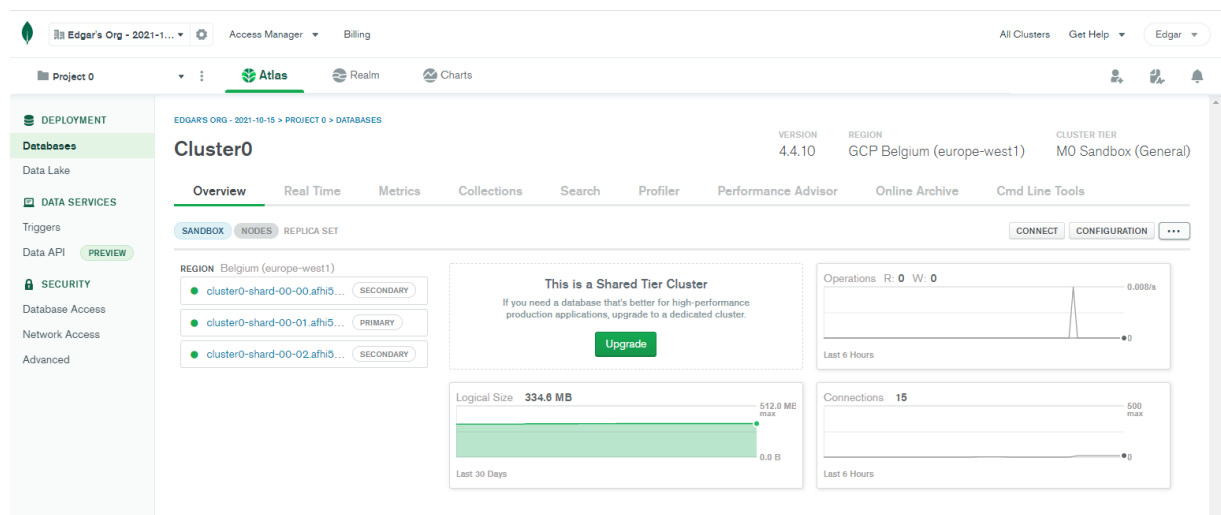 Edgar's Org - 2021-1... Access Manager Billing All Clusters Get Help Edgar
Project 0 Atlas Realm Charts
DEPLOYMENT
Databases
Data Lake
DATA SERVICES
Triggers
Data API PREVIEW
SECURITY
Database Access
Network Access
Advanced
EDGAR'S ORG - 2021-10-15 > PROJECT 0 > DATABASES
Cluster0
VERSION
4.4.10
REGION
GCP Belgium (europe-west1)
CLUSTER TIER
M0 Sandbox (General)
Overview Real Time Metrics Collections Search Profiler Performance Advisor Online Archive Cmd Line Tools
SANDBOX NODES REPLICA SET CONNECT CONFIGURATION ...
REGION Belgium (europe-west1)
cluster0-shard-00-00.afhi5... SECONDARY
cluster0-shard-00-01.afhi5... PRIMARY
cluster0-shard-00-02.afhi5... SECONDARY
This is a Shared Tier Cluster
If you need a database that's better for high-performance
production applications, upgrade to a dedicated cluster.
Upgrade
Operations R: 0 W: 0
0.008/s
0
Last 6 Hours
Logical Size 334.6 MB
512.0 MB
max
0.0 B
Last 30 Days
Connections 15
500
max
0
Last 6 Hours